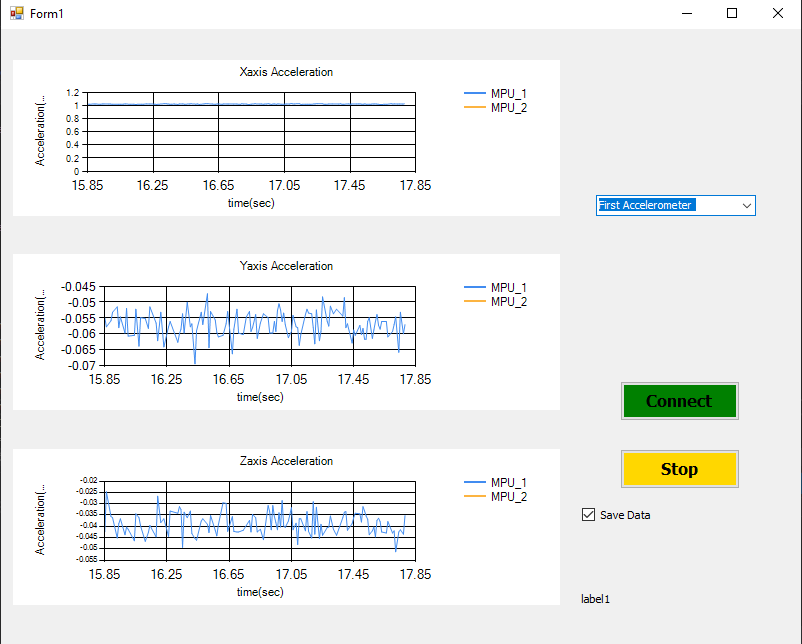 Form1
Xaxis Acceleration
Acceleration(...
1.2
1
0.8
0.6
0.4
0.2
0
15.85 16.25 16.65 17.05 17.45 17.85
time(sec)
MPU_1
MPU_2
First Accelerometer
Yaxis Acceleration
Acceleration(...
-0.045
-0.05
-0.055
-0.06
-0.065
-0.07
15.85 16.25 16.65 17.05 17.45 17.85
time(sec)
MPU_1
MPU_2
Connect
Stop
Zaxis Acceleration
Acceleration(...
-0.02
-0.025
-0.03
-0.035
-0.04
-0.045
-0.05
-0.055
15.85 16.25 16.65 17.05 17.45 17.85
time(sec)
MPU_1
MPU_2
Save Data
label1